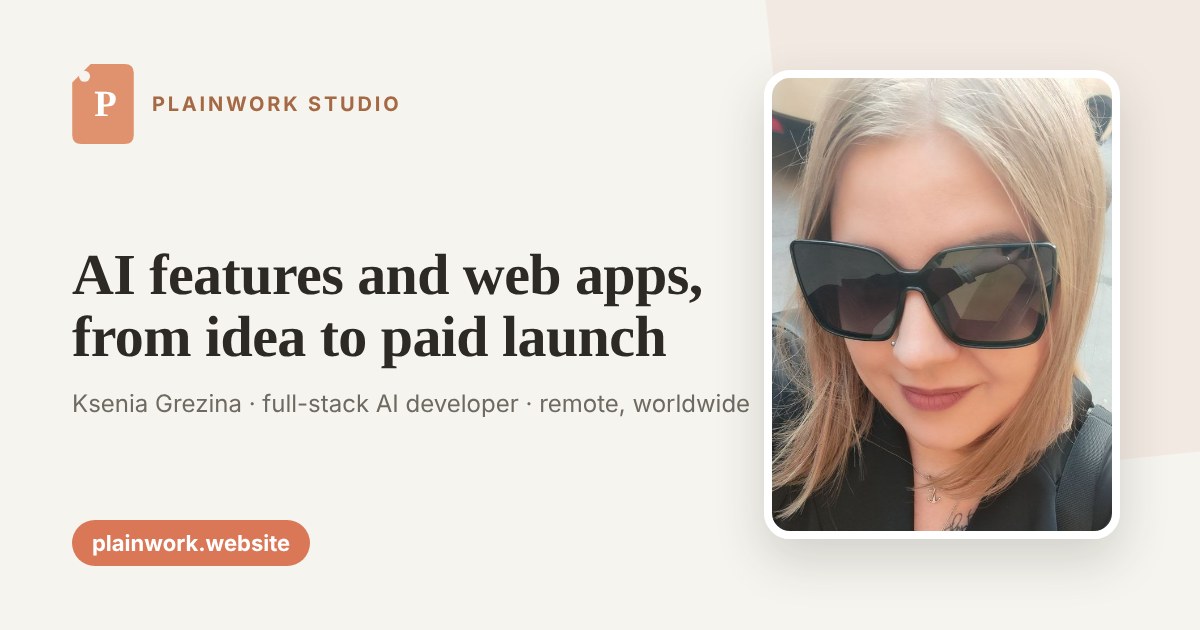 P
PLAINWORK STUDIO
AI features and web apps,
from idea to paid launch
Ksenia Grezina · full-stack AI developer · remote, worldwide
plainwork.website